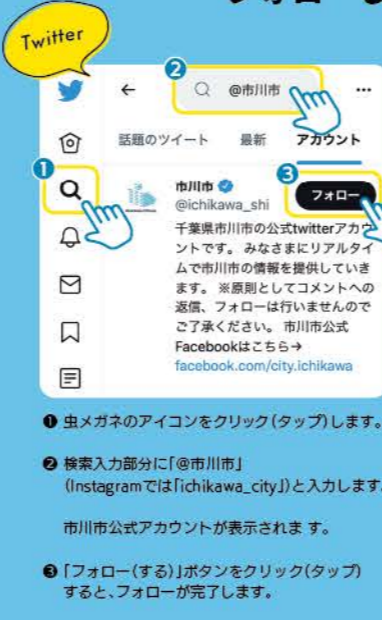 Twitter
❷
← @市川市 …
話題のツイート 最新 アカウント
❶
❸
市川市
@ichikawa_shi
フォロー
千葉県市川市の公式twitterアカウ
ントです。 みなさまにリアルタイ
ムで市川市の情報を提供していき
ます。 ※原則としてコメントへの
返信、フォローは行いませんので
ご了承ください。 市川市公式
Facebookはこちら→
facebook.com/city.ichikawa
❶ 虫メガネのアイコンをクリック(タップ)します。
❷ 検索入力部分に「@市川市」
(Instagramでは「ichikawa_city」)と入力します。
市川市公式アカウントが表示されま す。
❸ 「フォロー(する)」ボタンをクリック(タップ)
すると、フォローが完了します。